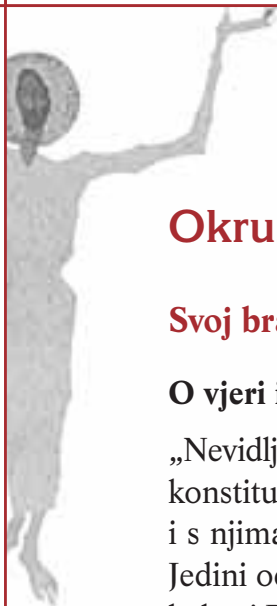 Okru
Svoj bra
O vjeri i
„Nevidlj
konstitu
i s njima
Jedini od